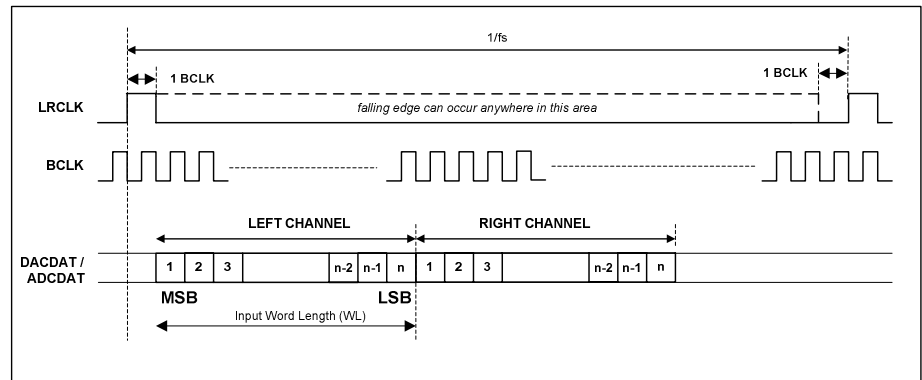 1/fs
1 BCLK
1 BCLK
LRCLK
falling edge can occur anywhere in this area
BCLK
LEFT CHANNEL
RIGHT CHANNEL
DACDAT /
ADCDAT
1 2 3 n-2 n-1 n 1 2 3 n-2 n-1 n
MSB LSB
Input Word Length (WL)